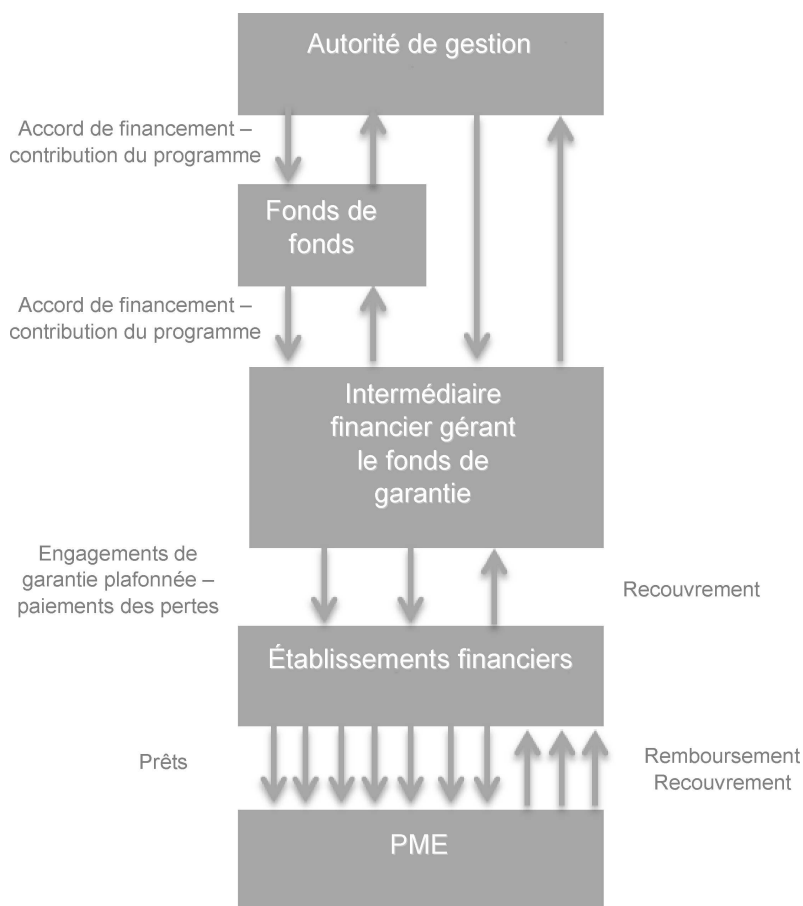 Autorité de gestion
Accord de financement –
contribution du programme
Fonds de
fonds
Accord de financement –
contribution du programme
Intermédiaire
financier gérant
le fonds de
garantie
Engagements de
garantie plafonnée –
paiements des pertes
Recouvrement
Établissements financiers
Prêts
Remboursement
Recouvrement
PME